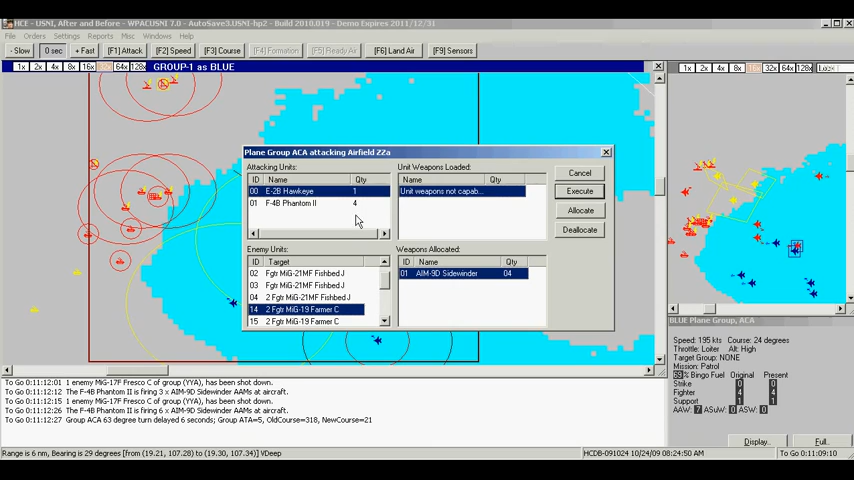 HCE - USNI, After and Before - WPACUSNI 7.0 - AutoSave3.USNI-hp2 - Build 2010.019 - Demo Expires 2011/12/31
File Orders Settings Reports Misc Windows Help
- Slow 0 sec + Fast [F1] Attack [F2] Speed [F3] Course [F4] Formation [F5] Ready Air [F6] Land Air [F9] Sensors
1x 2x 4x 8x 16x 32x 64x 128x GROUP-1 as BLUE
1x 2x 4x 8x 16x 32x 64x 128x
Plane Group ACA attacking Airfield ZZa
Attacking Units:
ID Name Qty
00 E-2B Hawkeye 1
01 F-4B Phantom II 4
Unit Weapons Loaded:
Name Qty
Unit weapons not capab...
Cancel
Execute
Allocate
Deallocate
Enemy Units:
ID Target
02 Fgtr MiG-21MF Fishbed J
03 Fgtr MiG-21MF Fishbed J
04 2 Fgtr MiG-21MF Fishbed J
14 2 Fgtr MiG-19 Farmer C
15 2 Fgtr MiG-19 Farmer C
Weapons Allocated:
ID Name Qty
01 AIM-9D Sidewinder 04
BLUE Plane Group, ACA
Speed: 195 kts Course: 24 degrees
Throttle: Loiter Alt: High
Target Group: NONE
Mission: Patrol
% Bingo Fuel Original Present
Strike 0 0
Fighter 4 4
Support 1 1
AAW: 7 ASuW: 0 ASW: 0
Display.. Full..
To Go 0:11:12:01 1 enemy MiG-17F Fresco C of group (YYA), has been shot down.
To Go 0:11:12:12 The F-4B Phantom II is firing 3 x AIM-9D Sidewinder AAMs at aircraft.
To Go 0:11:12:15 1 enemy MiG-17F Fresco C of group (YYA), has been shot down.
To Go 0:11:12:26 The F-4B Phantom II is firing 6 x AIM-9D Sidewinder AAMs at aircraft.
To Go 0:11:12:27 Group ACA 63 degree turn delayed 6 seconds; Group ATA=5, OldCourse=318, NewCourse=21
Range is 6 nm, Bearing is 29 degrees [from (19.21, 107.28) to (19.30, 107.34)] VDeep
HCDB-091024 10/24/09 08:24:50 AM To Go 0:11:09:10